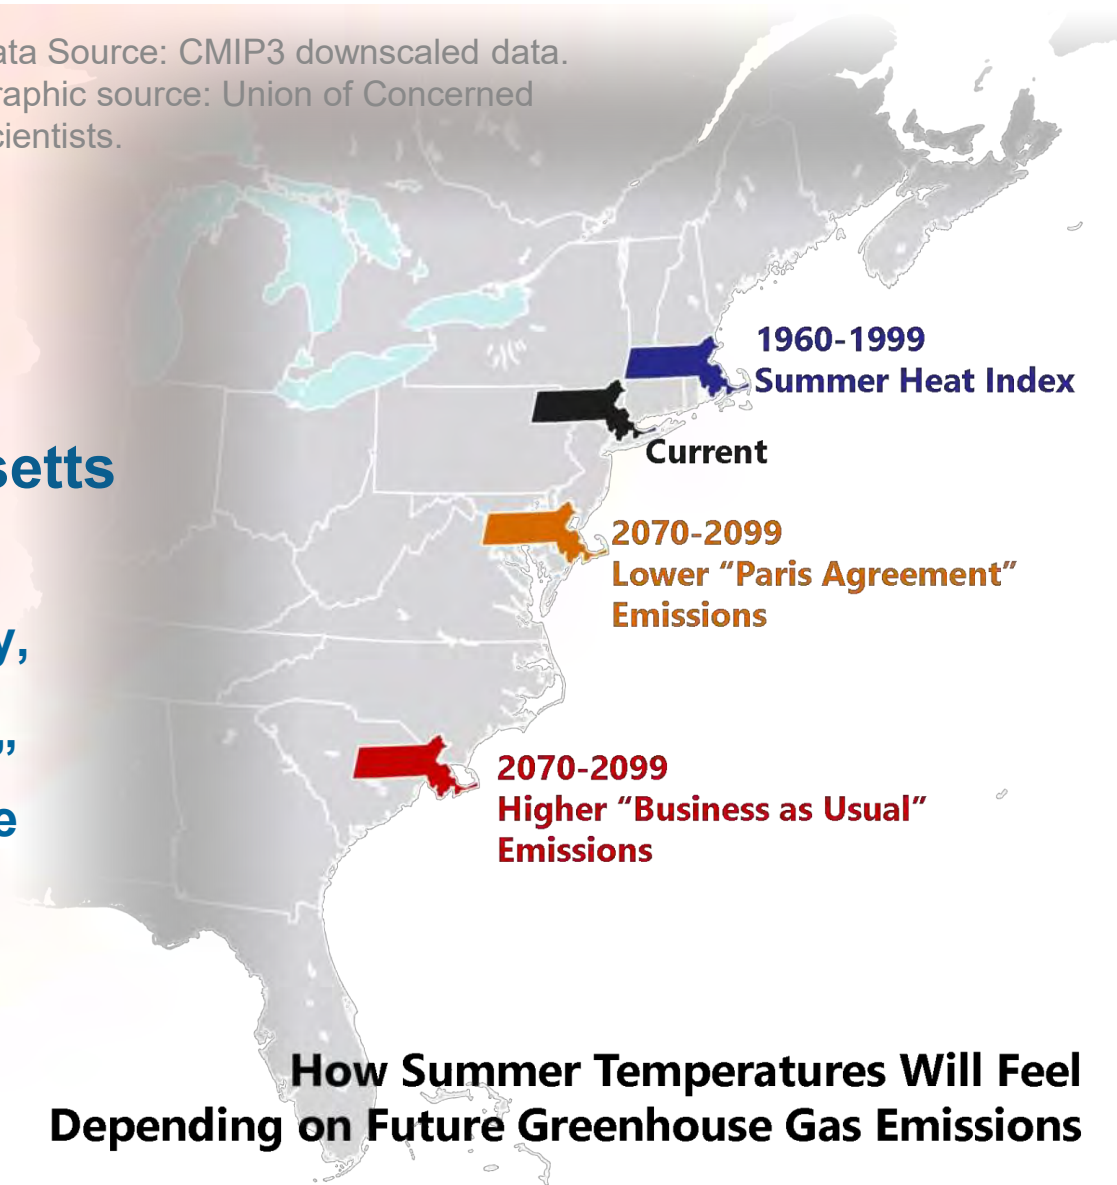 ata Source: CMIP3 downscaled data.
raphic source: Union of Concerned
cientists.
1960-1999
Summer Heat Index
Current
setts
2070-2099
Lower “Paris Agreement”
Emissions
y,
”
e
2070-2099
Higher “Business as Usual”
Emissions
How Summer Temperatures Will Feel
Depending on Future Greenhouse Gas Emissions